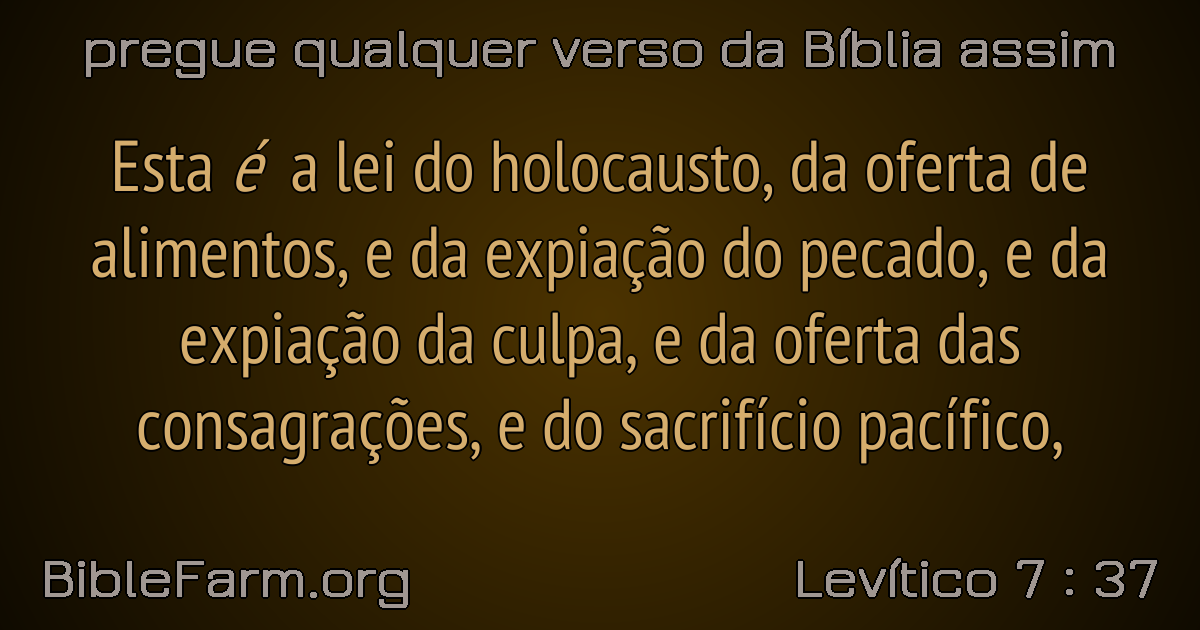 pregue qualquer verso da Bíblia assim
Esta é a lei do holocausto, da oferta de
alimentos, e da expiação do pecado, e da
expiação da culpa, e da oferta das
consagrações, e do sacrifício pacífico,
BibleFarm.org
Levítico 7 : 37